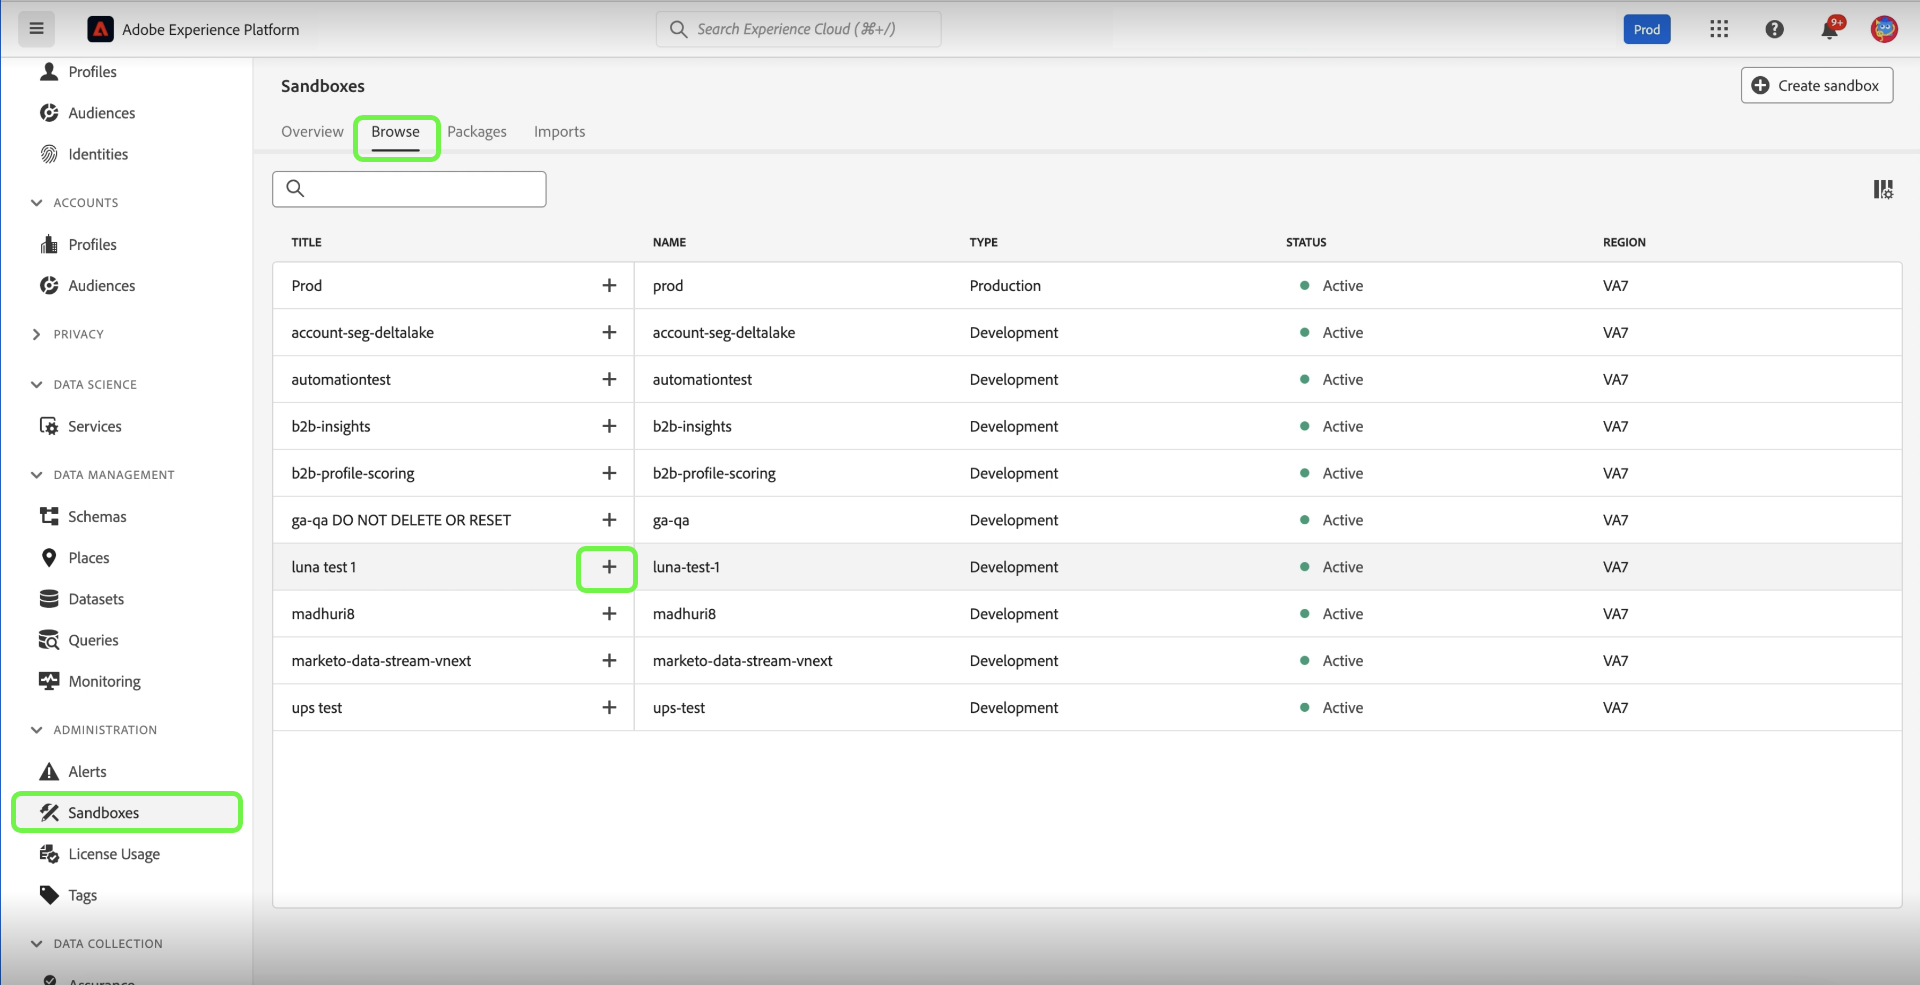 Adobe Experience Platform
Search Experience Cloud (⌘+/)
Prod
9+
Profiles
Audiences
Identities
ACCOUNTS
Profiles
Audiences
PRIVACY
DATA SCIENCE
Services
DATA MANAGEMENT
Schemas
Places
Datasets
Queries
Monitoring
ADMINISTRATION
Alerts
Sandboxes
License Usage
Tags
DATA COLLECTION
Assurance
Sandboxes
Create sandbox
Overview Browse Packages Imports
TITLE NAME TYPE STATUS REGION
Prod prod Production Active VA7
account-seg-deltalake account-seg-deltalake Development Active VA7
automationtest automationtest Development Active VA7
b2b-insights b2b-insights Development Active VA7
b2b-profile-scoring b2b-profile-scoring Development Active VA7
ga-qa DO NOT DELETE OR RESET ga-qa Development Active VA7
luna test 1 luna-test-1 Development Active VA7
madhuri8 madhuri8 Development Active VA7
marketo-data-stream-vnext marketo-data-stream-vnext Development Active VA7
ups test ups-test Development Active VA7